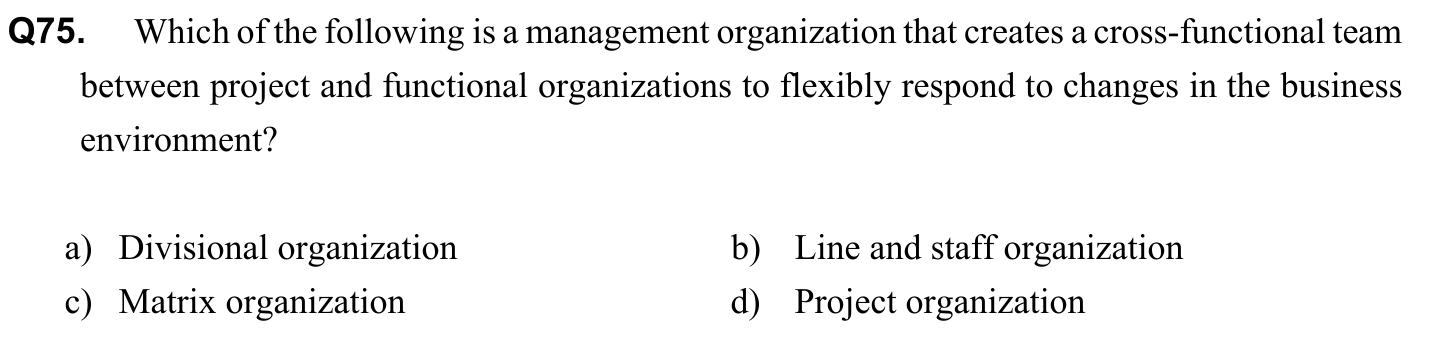 Q75. Which of the following is a management organization that creates a cross-functional team
between project and functional organizations to flexibly respond to changes in the business
environment?
a) Divisional organization b) Line and staff organization
c) Matrix organization d) Project organization